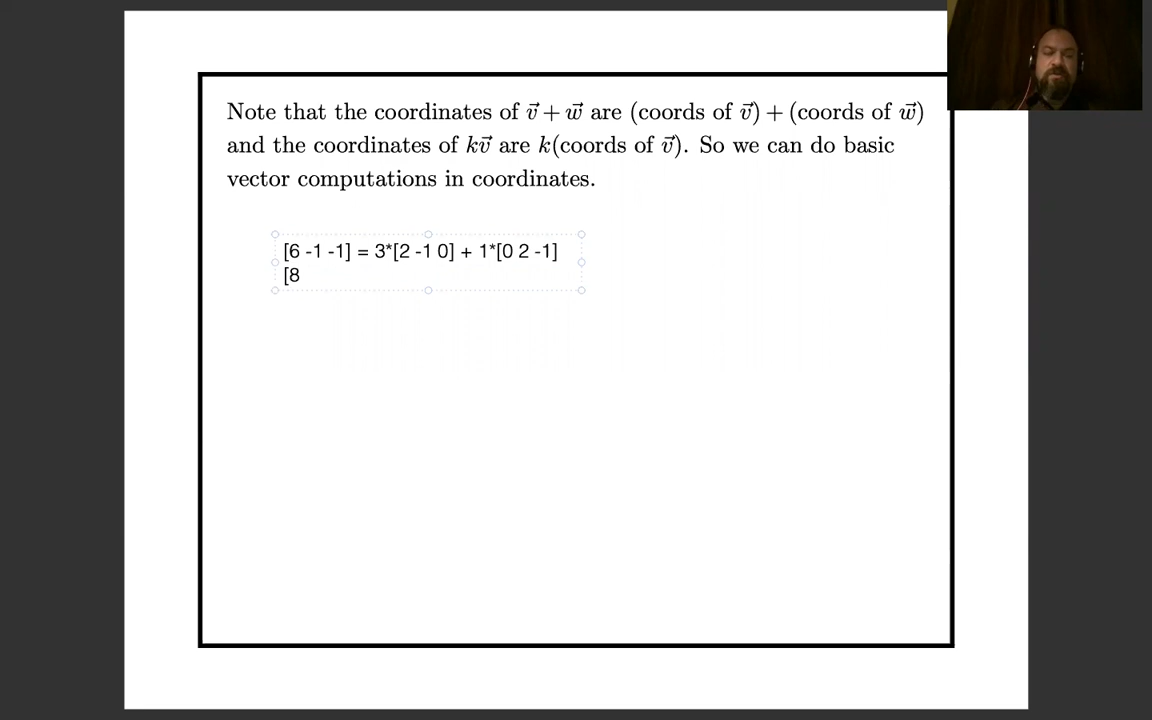 Note that the coordinates of v⃗ + w⃗ are (coords of v⃗) + (coords of w⃗)
and the coordinates of kv⃗ are k(coords of v⃗). So we can do basic
vector computations in coordinates.
[6 -1 -1] = 3*[2 -1 0] + 1*[0 2 -1]
[8